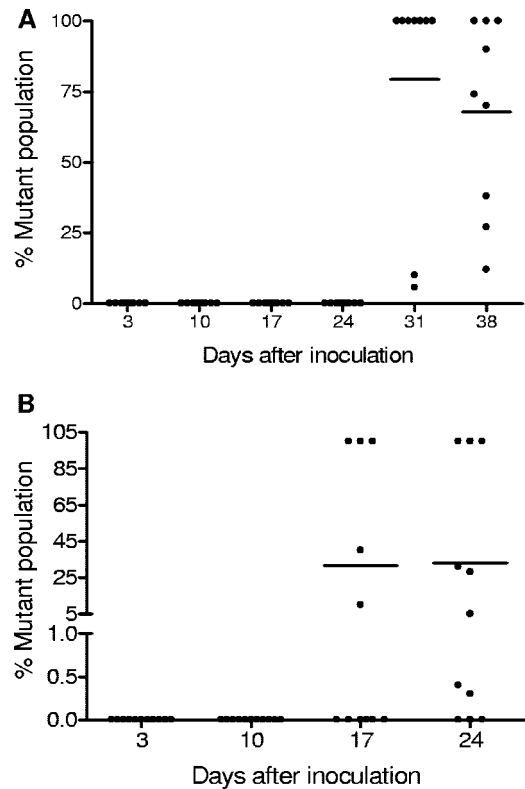 A
% Mutant population
100
75
50
25
0
3 10 17 24 31 38
Days after inoculation
B
% Mutant population
105
85
65
45
25
5
1.0
0.5
0.0
3 10 17 24
Days after inoculation